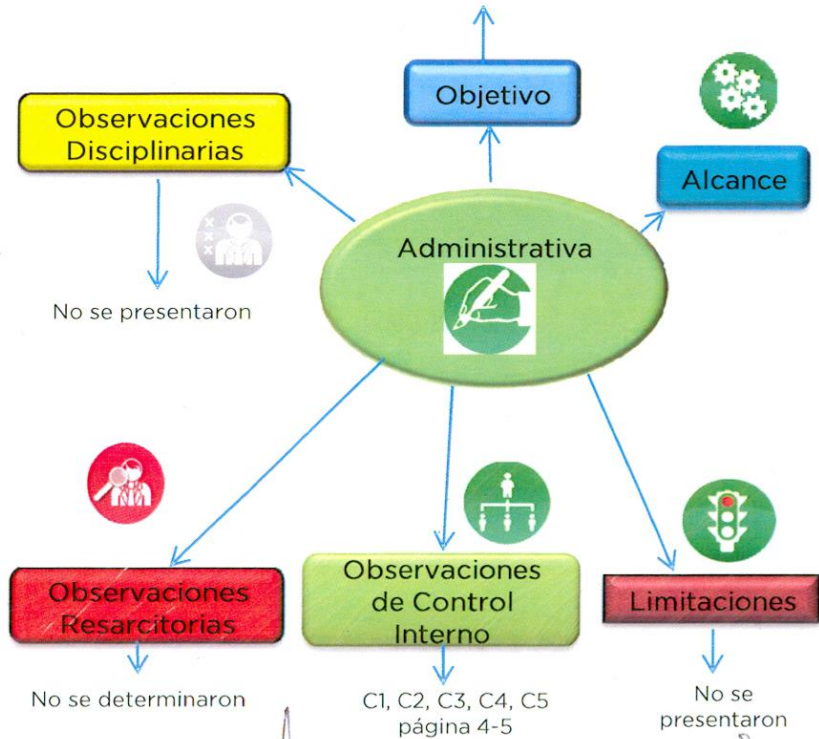 Objetivo
Observaciones
Disciplinarias
Alcance
Administrativa
No se presentaron
Observaciones
Resarcitorias
Observaciones
de Control
Interno
Limitaciones
No se determinaron
C1, C2, C3, C4, C5
página 4-5
No se
presentaron